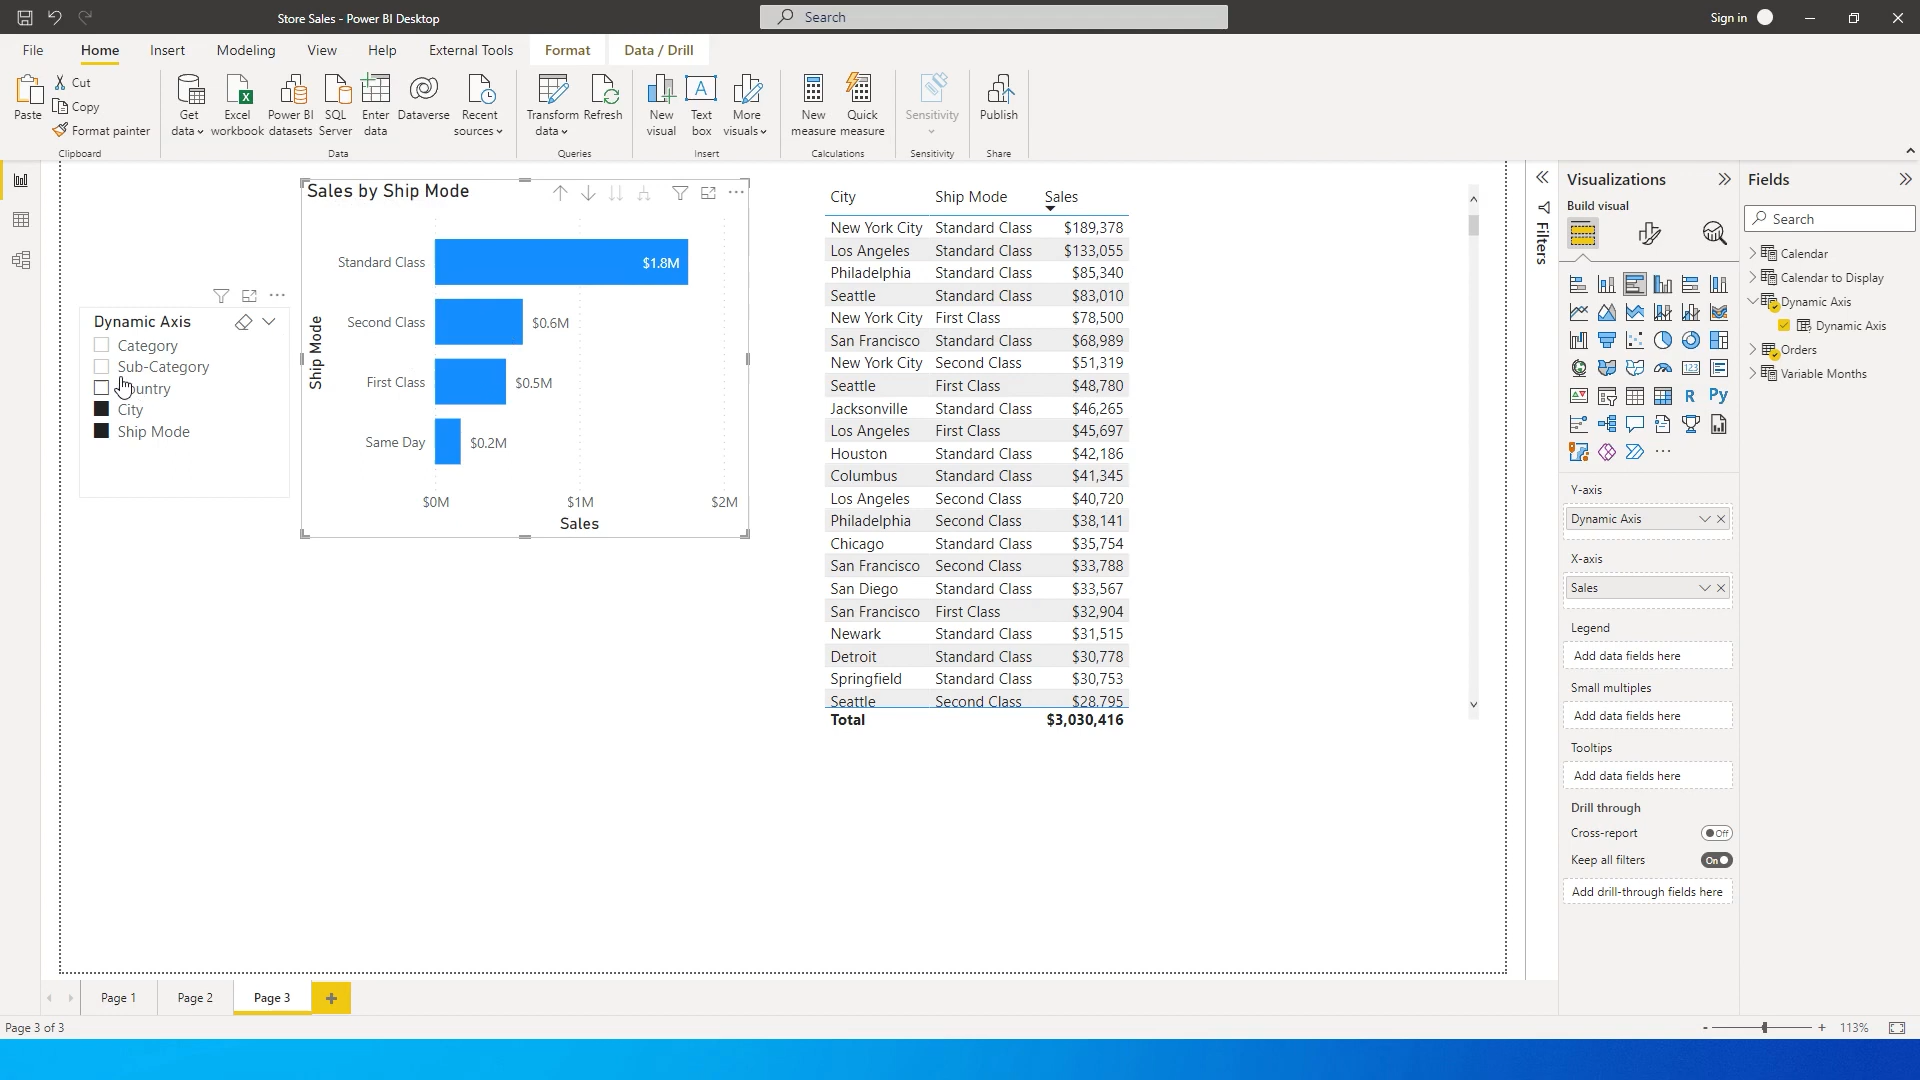 Store Sales - Power BI Desktop
Search
Sign in
File
Home
Insert
Modeling
View
Help
External Tools
Format
Data / Drill
Paste
Cut
Copy
Format painter
Clipboard
Get data
Excel workbook
Power BI datasets
SQL Server
Enter data
Dataverse
Recent sources
Data
Transform data
Refresh
Queries
New visual
Text box
More visuals
Insert
New measure
Quick measure
Calculations
Sensitivity
Sensitivity
Publish
Share
Dynamic Axis
Category
Sub-Category
ountry
City
Ship Mode
Sales by Ship Mode
Ship Mode
Standard Class $1.8M
Second Class $0.6M
First Class $0.5M
Same Day $0.2M
$0M $1M $2M
Sales
City Ship Mode Sales
New York City Standard Class $189,378
Los Angeles Standard Class $133,055
Philadelphia Standard Class $85,340
Seattle Standard Class $83,010
New York City First Class $78,500
San Francisco Standard Class $68,989
New York City Second Class $51,319
Seattle First Class $48,780
Jacksonville Standard Class $46,265
Los Angeles First Class $45,697
Houston Standard Class $42,186
Columbus Standard Class $41,345
Los Angeles Second Class $40,720
Philadelphia Second Class $38,141
Chicago Standard Class $35,754
San Francisco Second Class $33,788
San Diego Standard Class $33,567
San Francisco First Class $32,904
Newark Standard Class $31,515
Detroit Standard Class $30,778
Springfield Standard Class $30,753
Seattle Second Class $28,795
Total $3,030,416
Filters
Visualizations
Build visual
123
R
Py
Y-axis
Dynamic Axis
X-axis
Sales
Legend
Add data fields here
Small multiples
Add data fields here
Tooltips
Add data fields here
Drill through
Cross-report Off
Keep all filters On
Add drill-through fields here
Fields
Search
Calendar
Calendar to Display
Dynamic Axis
Dynamic Axis
Orders
Variable Months
Page 1
Page 2
Page 3
Page 3 of 3
- + 113%